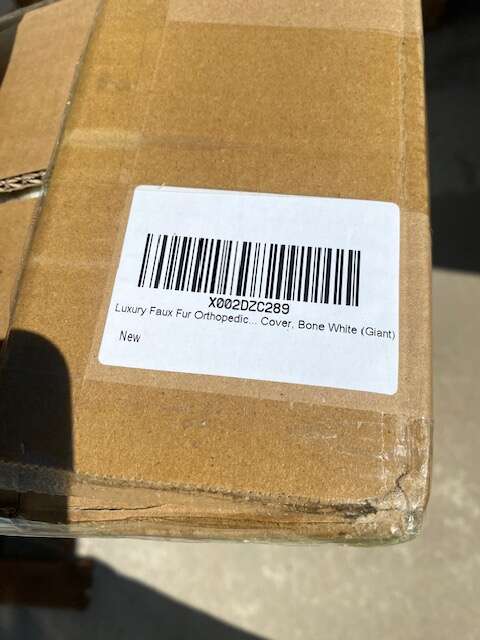 X002DZC289
Luxury Faux Fur Orthopedic... Cover, Bone White (Giant)
New